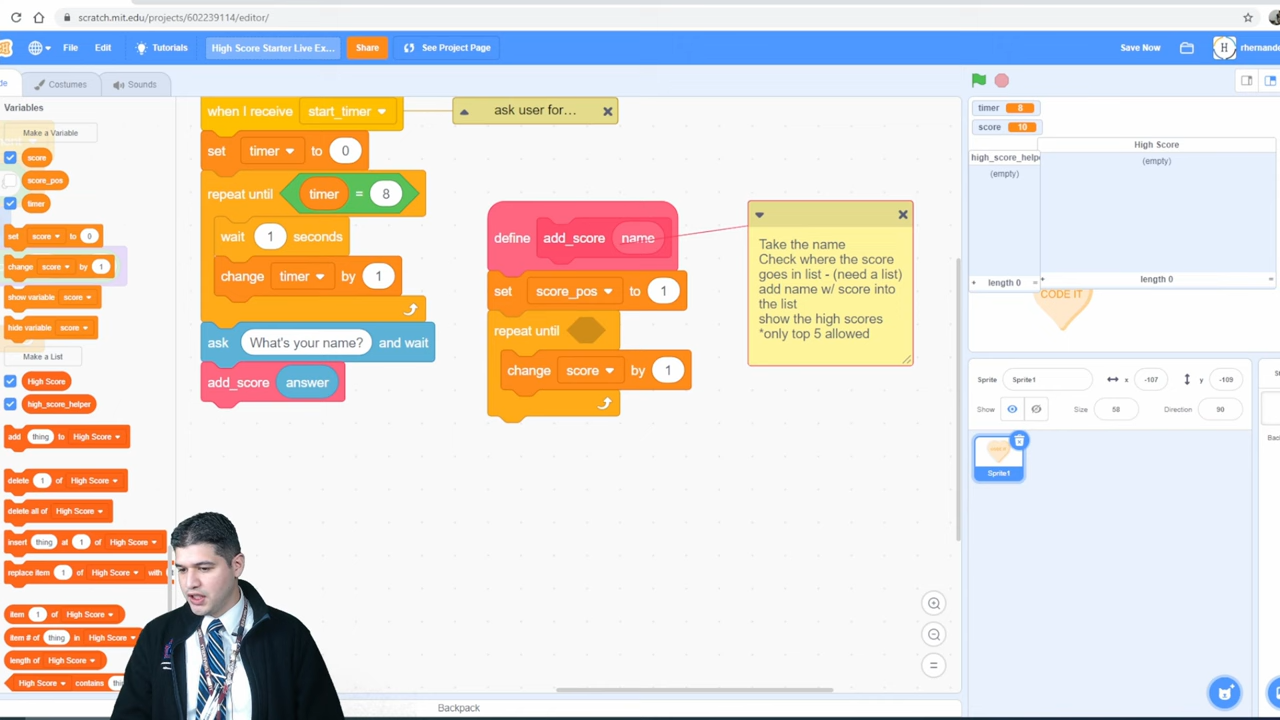 scratch.mit.edu/projects/602239114/editor/
File Edit Tutorials High Score Starter Live Ex... Share See Project Page Save Now H
Costumes Sounds
Variables
Make a Variable
score
score_pos
timer
set score to 0
change score by 1
show variable score
hide variable score
Make a List
High Score
high_score_helper
add thing to High Score
delete 1 of High Score
delete all of High Score
insert thing at 1 of High Score
replace item 1 of High Score with
item 1 of High Score
item # of thing in High Score
length of High Score
High Score contains
when I receive start_timer
set timer to 0
repeat until timer = 8
wait 1 seconds
change timer by 1
ask What's your name? and wait
add_score answer
ask user for...
define add_score name
set score_pos to 1
repeat until
change score by 1
Take the name
Check where the score
goes in list - (need a list)
add name w/ score into
the list
show the high scores
*only top 5 allowed
timer 8
score 10
high_score_helpe
(empty)
+ length 0 =
High Score
(empty)
+ length 0 =
CODE IT
Sprite Sprite1 x -107 y -109
Show Size 58 Direction 90
CODE IT
Sprite1
Backpack